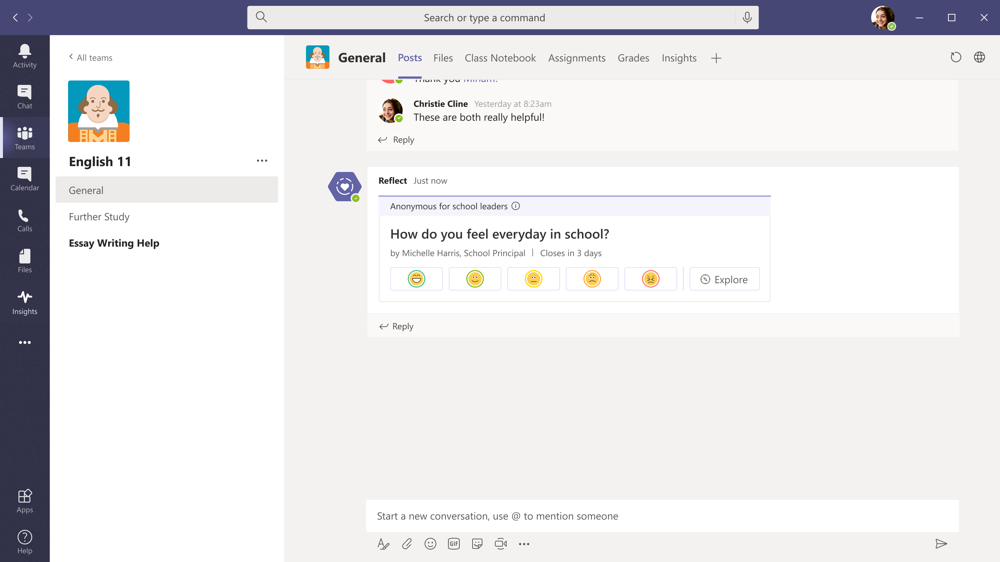 Search or type a command
Activity
Chat
Teams
Calendar
Calls
Files
Insights
Apps
Help
All teams
English 11
General
Further Study
Essay Writing Help
General
Posts
Files
Class Notebook
Assignments
Grades
Insights
Thank you Miriam!
Christie Cline Yesterday at 8:23am
These are both really helpful!
Reply
Reflect Just now
Anonymous for school leaders
How do you feel everyday in school?
by Michelle Harris, School Principal | Closes in 3 days
Explore
Reply
Start a new conversation, use @ to mention someone
GIF